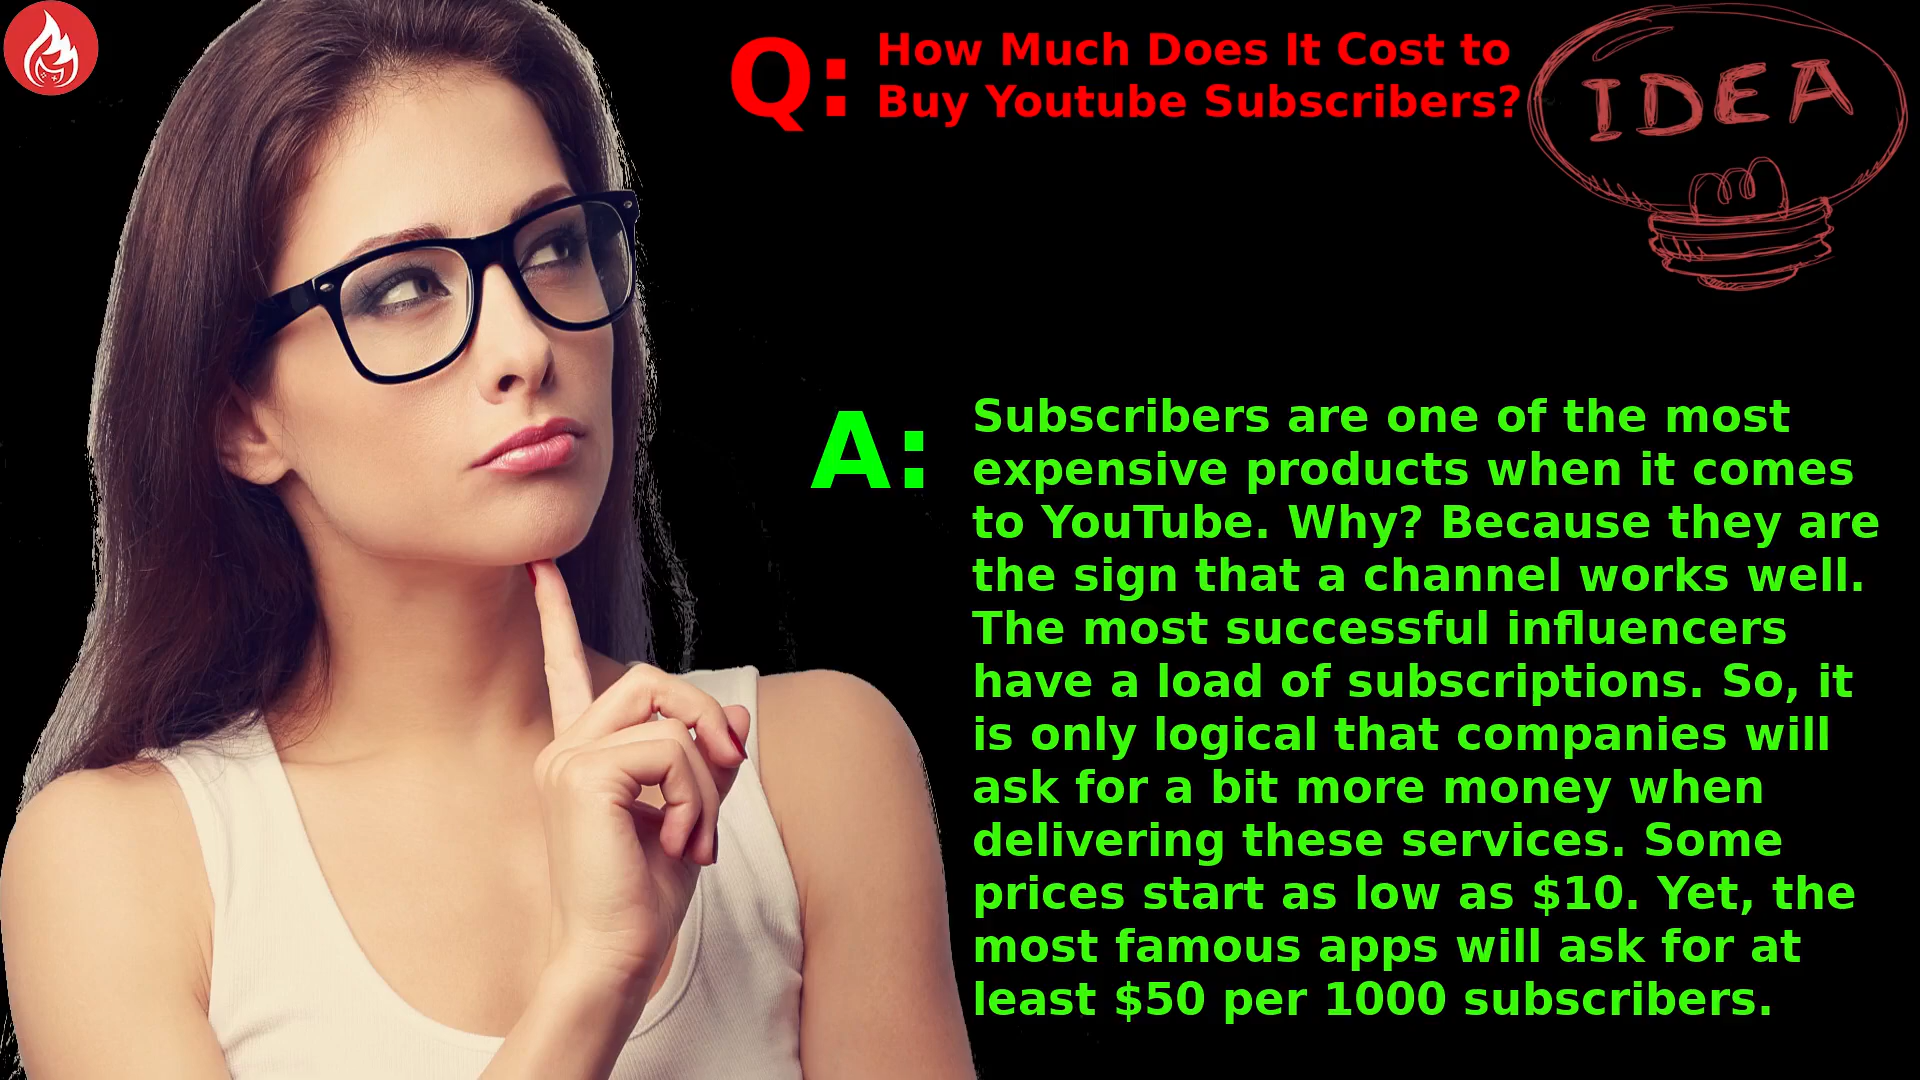 Q: How Much Does It Cost to
Buy Youtube Subscribers?
IDEA
A: Subscribers are one of the most
expensive products when it comes
to YouTube. Why? Because they are
the sign that a channel works well.
The most successful influencers
have a load of subscriptions. So, it
is only logical that companies will
ask for a bit more money when
delivering these services. Some
prices start as low as $10. Yet, the
most famous apps will ask for at
least $50 per 1000 subscribers.